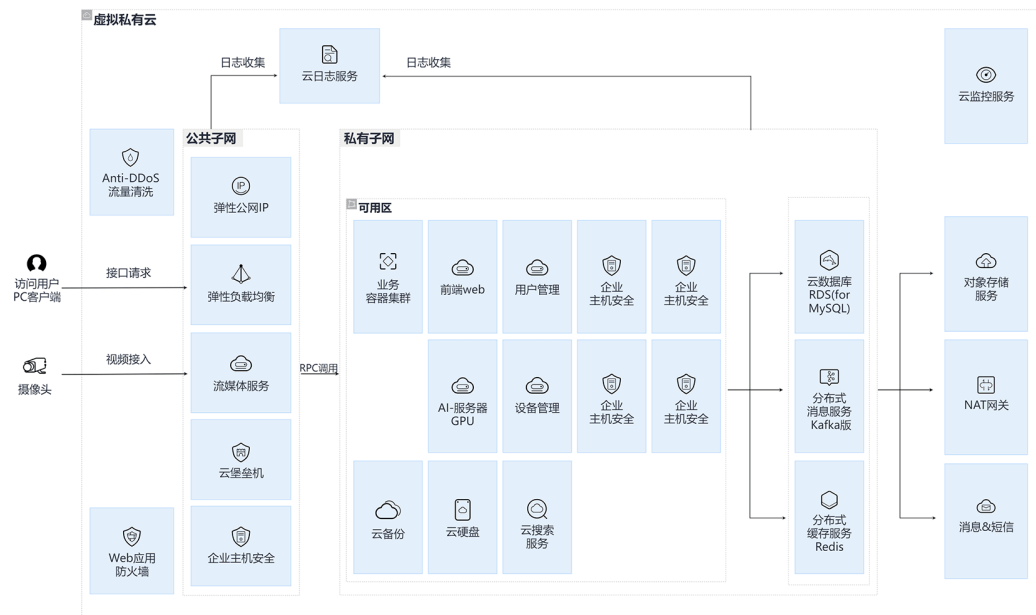 虚拟私有云
日志收集
云日志服务
日志收集
云监控服务
公共子网
私有子网
Anti-DDoS
流量清洗
弹性公网IP
可用区
访问用户
PC客户端
接口请求
弹性负载均衡
业务
容器集群
前端web
用户管理
企业
主机安全
企业
主机安全
云数据库
RDS(for
MySQL)
对象存储
服务
摄像头
视频接入
流媒体服务
RPC调用
AI-服务器
GPU
设备管理
企业
主机安全
企业
主机安全
分布式
消息服务
Kafka版
NAT网关
云堡垒机
Web应用
防火墙
企业主机安全
云备份
云硬盘
云搜索
服务
分布式
缓存服务
Redis
消息&短信